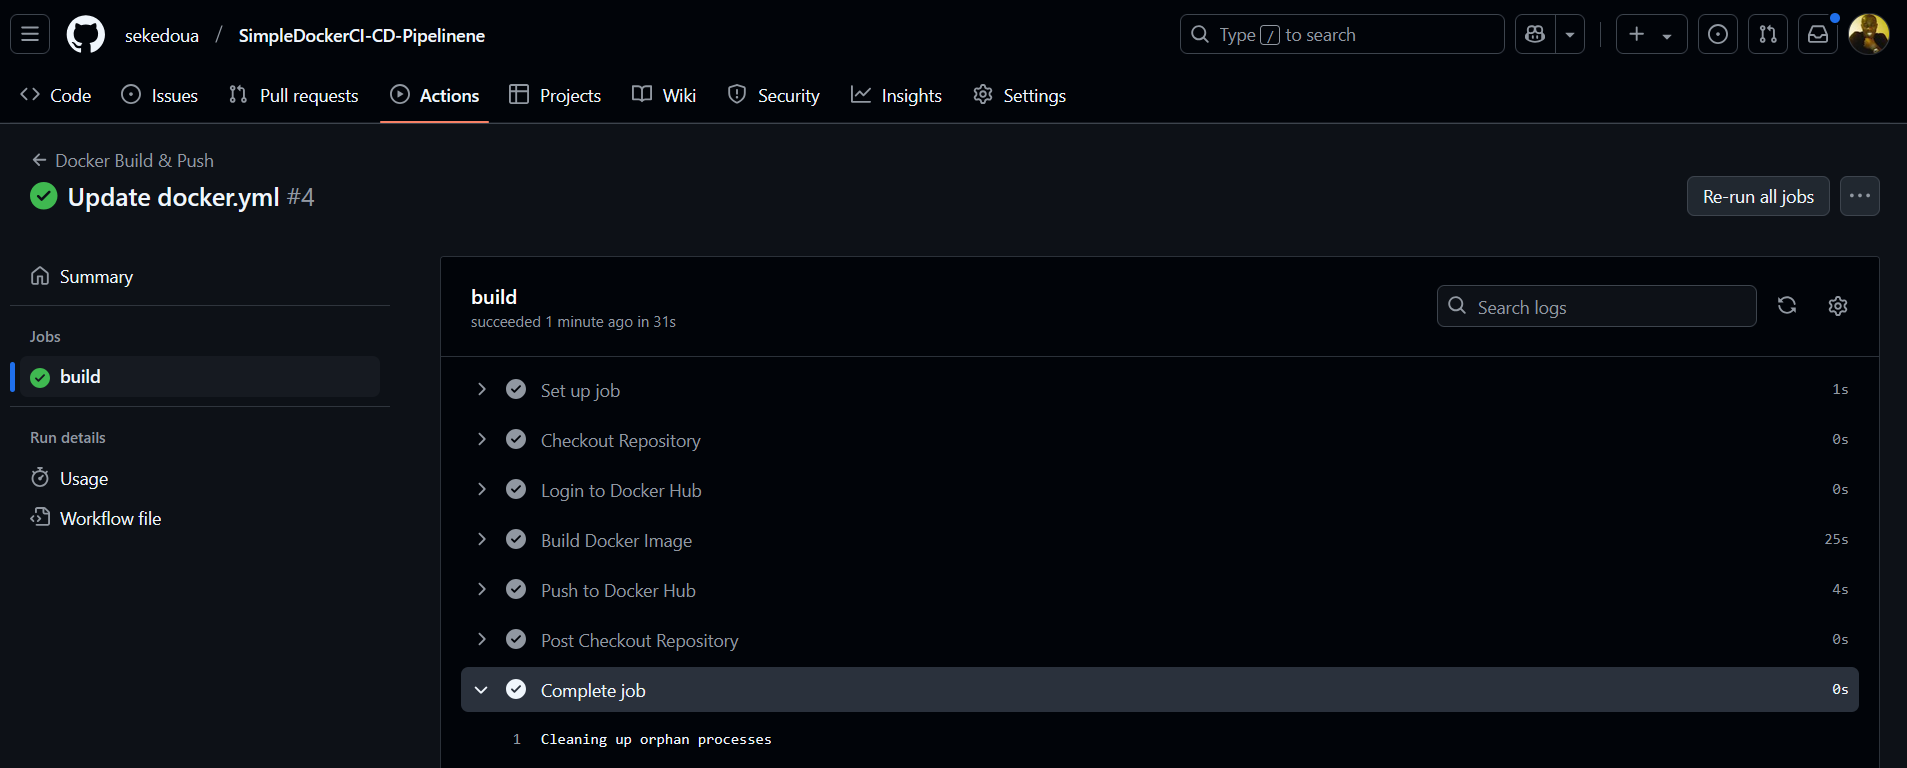 sekedoua / SimpleDockerCI-CD-Pipelinene
Type / to search
Code Issues Pull requests Actions Projects Wiki Security Insights Settings
Docker Build & Push
Update docker.yml #4
Re-run all jobs
Summary
Jobs
build
Run details
Usage
Workflow file
build
succeeded 1 minute ago in 31s
Search logs
Set up job 1s
Checkout Repository 0s
Login to Docker Hub 0s
Build Docker Image 25s
Push to Docker Hub 4s
Post Checkout Repository 0s
Complete job 0s
1 Cleaning up orphan processes